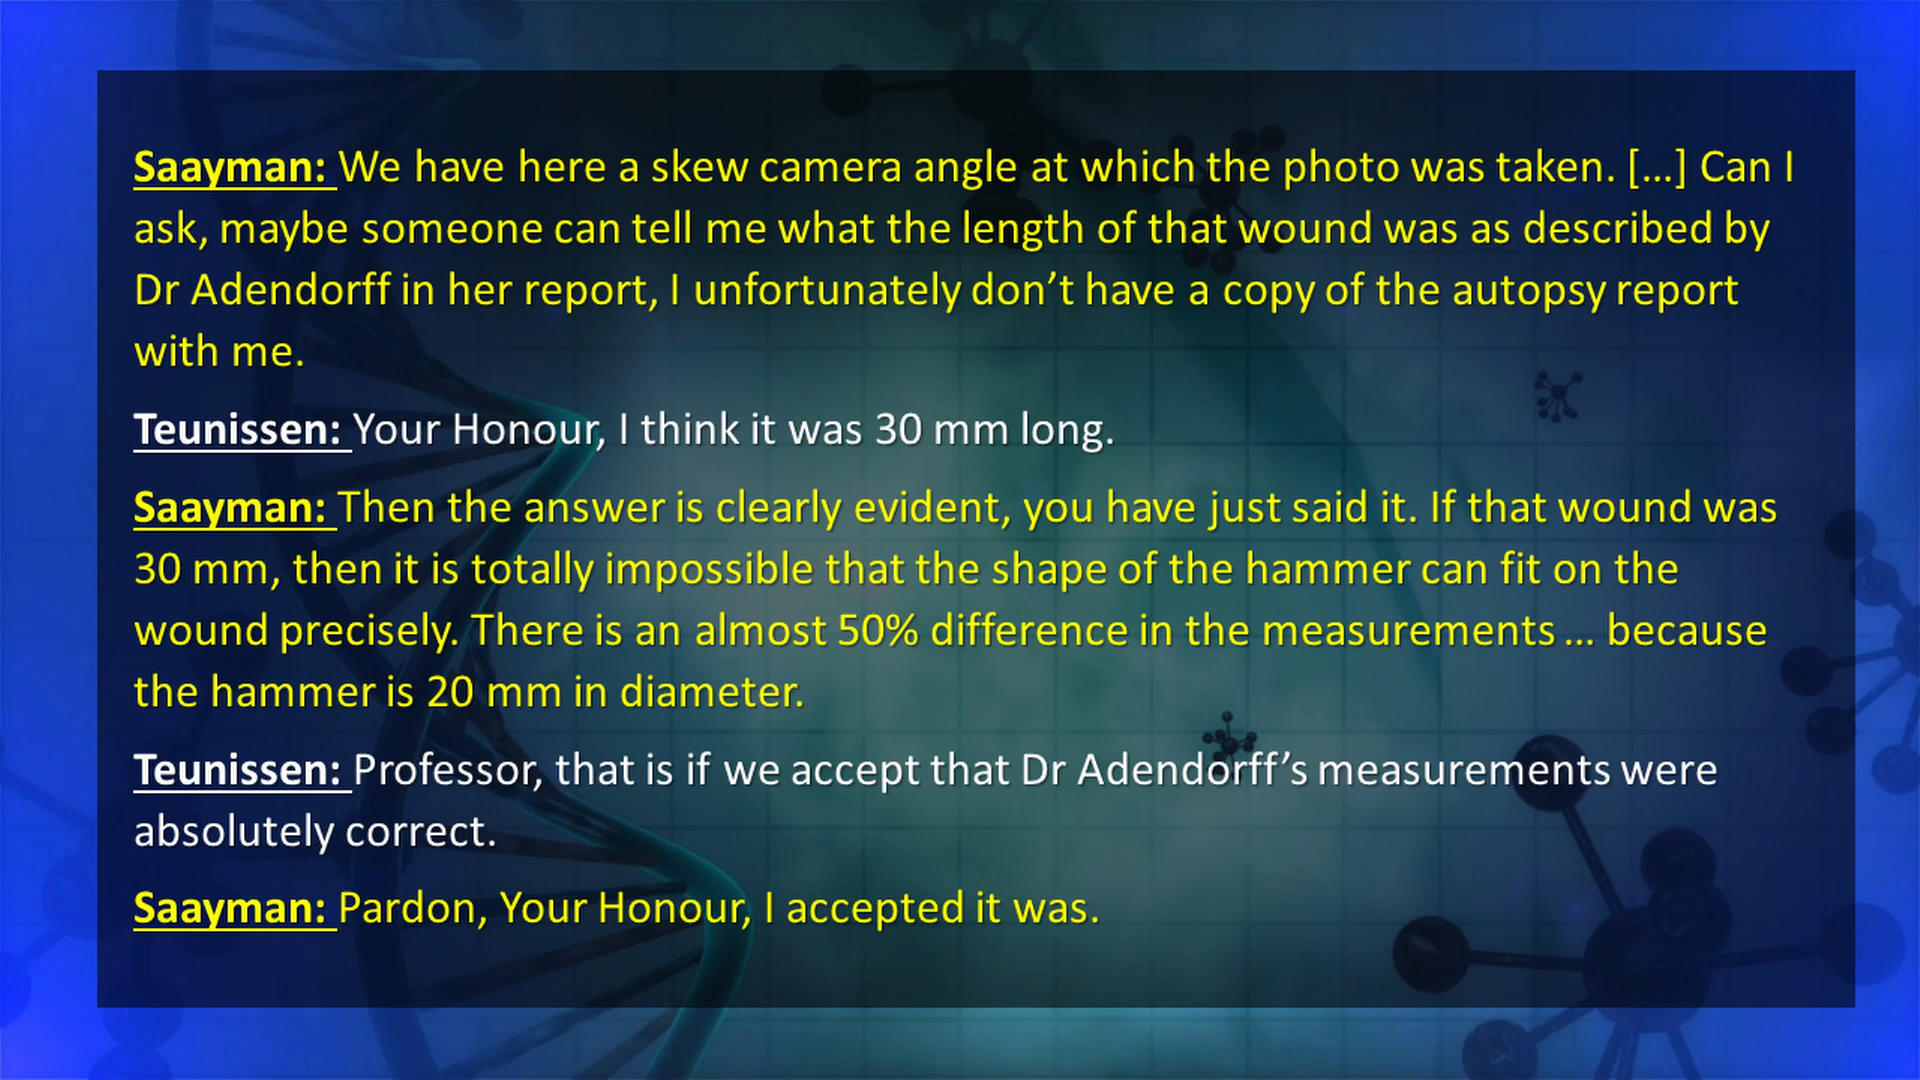 Saayman: We have here a skew camera angle at which the photo was taken. [...] Can I
ask, maybe someone can tell me what the length of that wound was as described by
Dr Adendorff in her report, I unfortunately don’t have a copy of the autopsy report
with me.
Teunissen: Your Honour, I think it was 30 mm long.
Saayman: Then the answer is clearly evident, you have just said it. If that wound was
30 mm, then it is totally impossible that the shape of the hammer can fit on the
wound precisely. There is an almost 50% difference in the measurements ... because
the hammer is 20 mm in diameter.
Teunissen: Professor, that is if we accept that Dr Adendorff’s measurements were
absolutely correct.
Saayman: Pardon, Your Honour, I accepted it was.